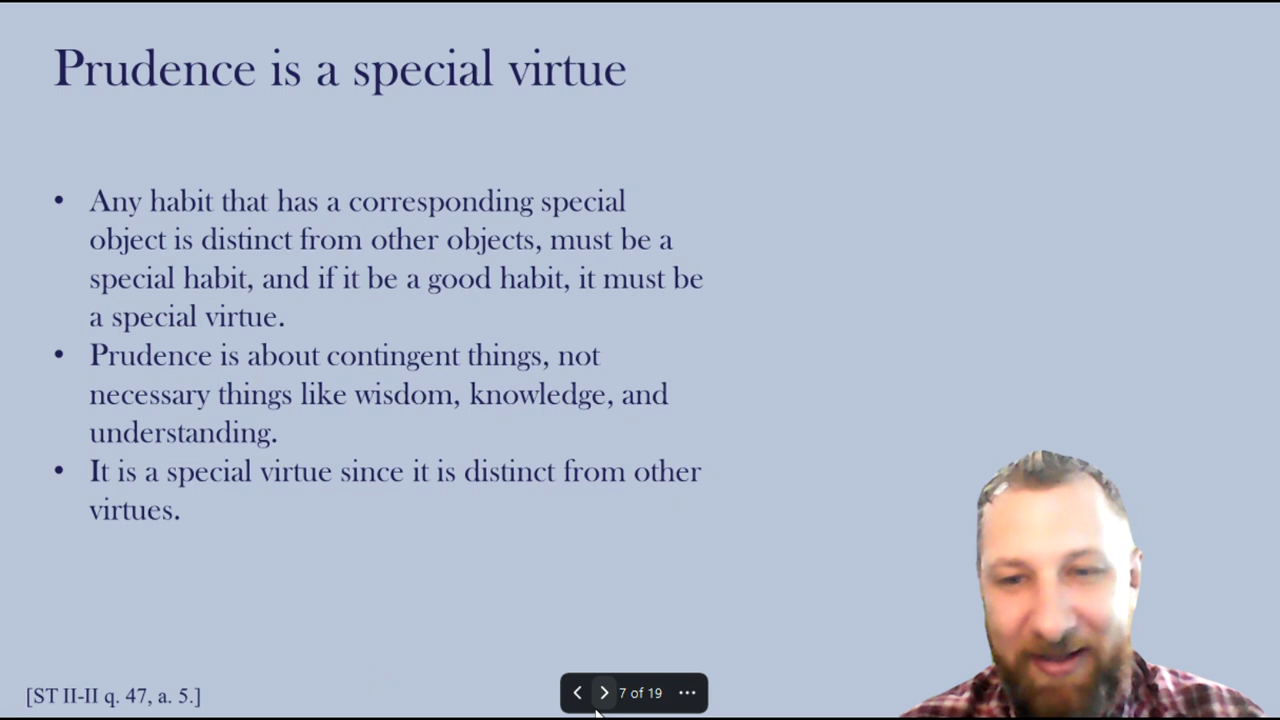 Prudence is a special virtue
• Any habit that has a corresponding special
object is distinct from other objects, must be a
special habit, and if it be a good habit, it must be
a special virtue.
• Prudence is about contingent things, not
necessary things like wisdom, knowledge, and
understanding.
• It is a special virtue since it is distinct from other
virtues.
[ST II-II q. 47, a. 5.]
7 of 19